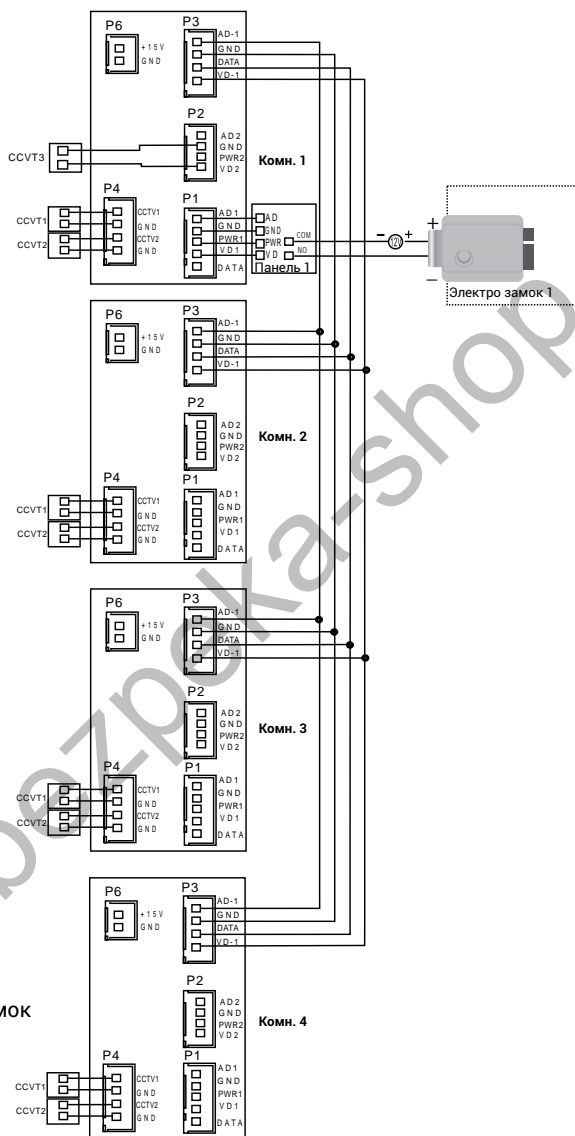 P6
+15V
GND
P3
AD-1
GND
DATA
VD-1
P2
AD2
GND
PWR2
VD2
Комн. 1
CCVT3
P4
CCTV1
GND
CCTV2
GND
CCVT1
CCVT2
P1
AD1
GND
PWR1
VD1
DATA
AD
GND
PWR
VD
COM
NO
Панель 1
− 12V +
+
−
Электро замок 1
P6
+15V
GND
P3
AD-1
GND
DATA
VD-1
P2
AD2
GND
PWR2
VD2
Комн. 2
P4
CCTV1
GND
CCTV2
GND
CCVT1
CCVT2
P1
AD1
GND
PWR1
VD1
DATA
P6
+15V
GND
P3
AD-1
GND
DATA
VD-1
P2
AD2
GND
PWR2
VD2
Комн. 3
P4
CCTV1
GND
CCTV2
GND
CCVT1
CCVT2
P1
AD1
GND
PWR1
VD1
DATA
P6
+15V
GND
P3
AD-1
GND
DATA
VD-1
P2
AD2
GND
PWR2
VD2
Комн. 4
мок
P4
CCTV1
GND
CCTV2
GND
CCVT1
CCVT2
P1
AD1
GND
PWR1
VD1
DATA
bezpeka-shop